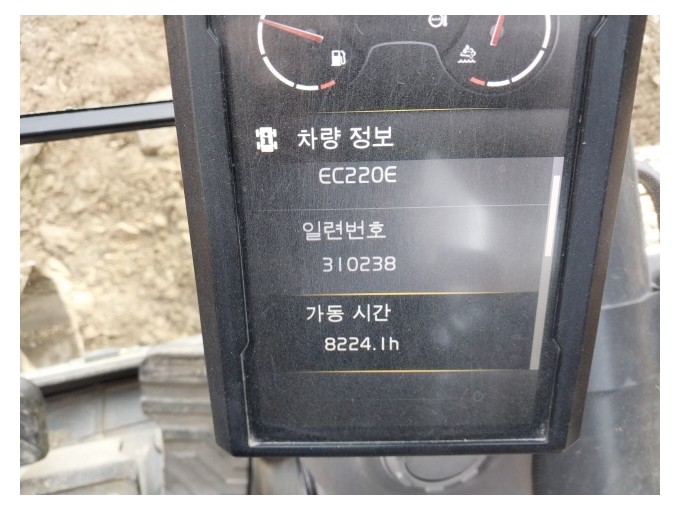 차량 정보
EC220E
일련번호
310238
가동 시간
8224.1h